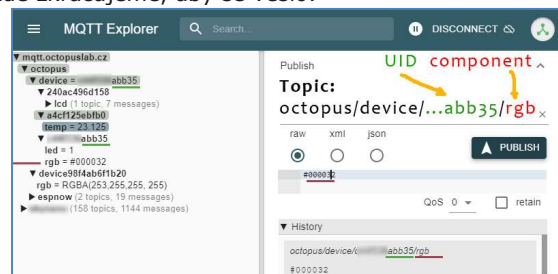 MQTT Explorer
Search...
DISCONNECT
mqtt.octopuslab.cz
octopus
device = abb35
240ac496d158
lcd (1 topic, 7 messages)
a4cf125ebfb0
temp = 23.125
abb35
led = 1
rgb = #000032
device98f4ab6f1b20
rgb = RGBA(253,255,255, 255)
espnow (2 topics, 19 messages)
(158 topics, 1144 messages)
Publish
UID component
Topic:
octopus/device/...abb35/rgb
raw xml json
PUBLISH
#000032
QoS 0 retain
History
octopus/device/ abb35/rgb
#000032